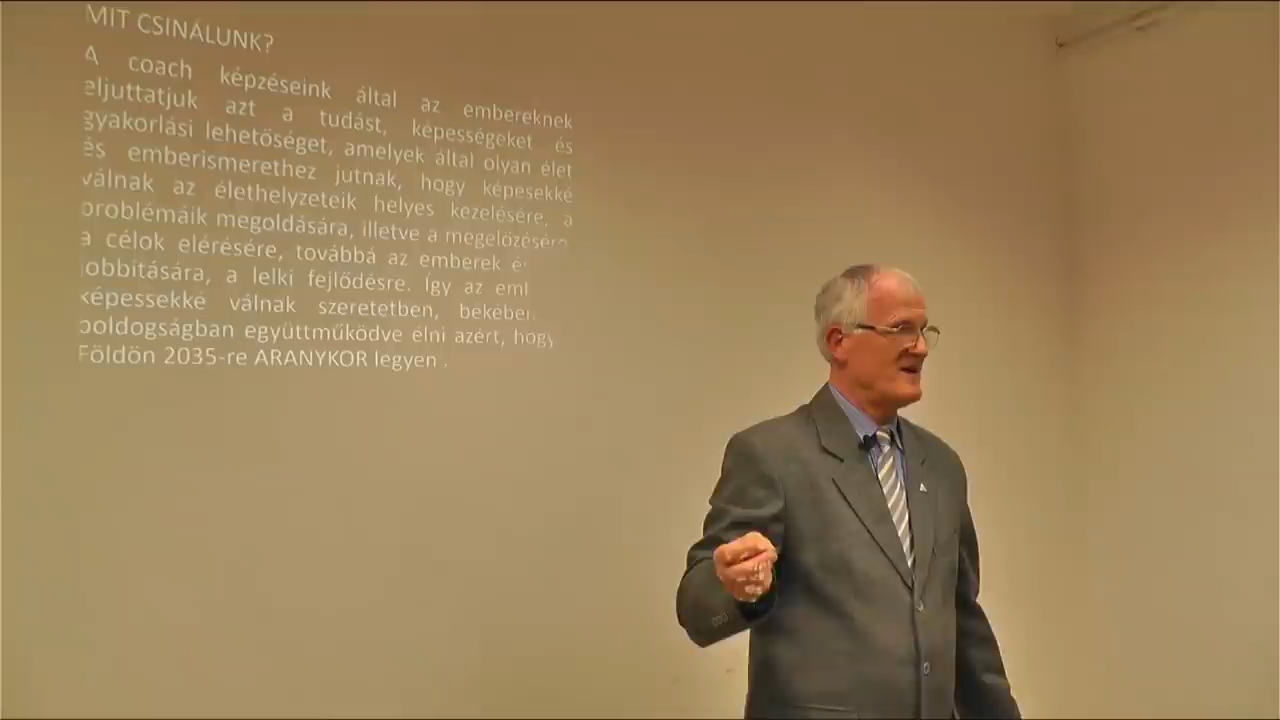 MIT CSINÁLUNK?
A coach képzéseink által az embereknek
eljuttatjuk azt a tudást, képességeket és
gyakorlási lehetőséget, amelyek által olyan élet
és emberismerethez jutnak, hogy képesekké
válnak az élethelyzeteik helyes kezelésére, a
problémáik megoldására, illetve a megelőzésére
a célok elérésére, továbbá az emberek
jobbítására, a lelki fejlődésre. Így az
képessekké válnak szeretetben, békében
boldogságban együttműködve élni azért, hogy
Földön 2035-re ARANYKOR legyen .